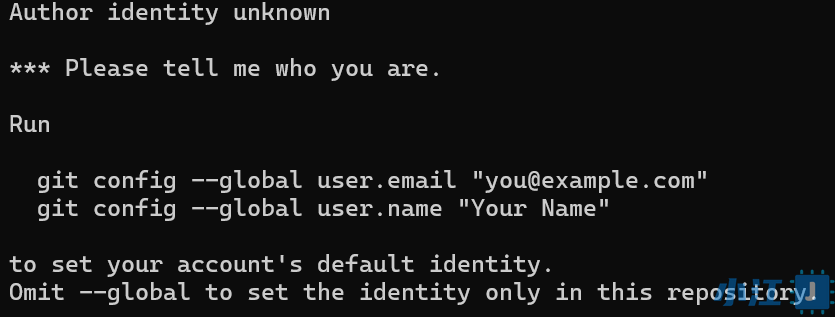 Author identity unknown
*** Please tell me who you are.
Run
git config --global user.email "you@example.com"
git config --global user.name "Your Name"
to set your account's default identity.
Omit --global to set the identity only in this repository.